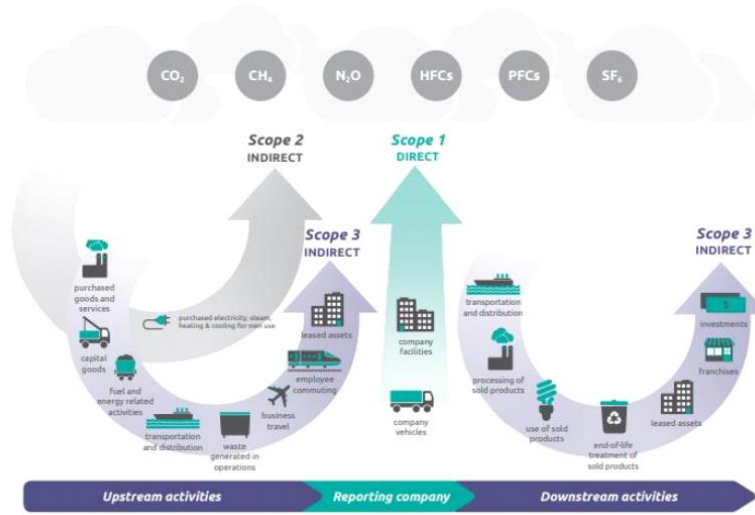 CO₂
CH₄
N₂O
HFCs
PFCs
SF₆
Scope 2
INDIRECT
Scope 1
DIRECT
Scope 3
INDIRECT
Scope 3
INDIRECT
purchased
goods and
services
capital
goods
fuel and
energy related
activities
transportation
and distribution
waste
generated in
operations
business
travel
employee
commuting
leased assets
purchased electricity, steam,
heating & cooling for own use
company
facilities
company
vehicles
transportation
and distribution
processing of
sold products
use of sold
products
end-of-life
treatment of
sold products
leased assets
franchises
investments
Upstream activities
Reporting company
Downstream activities